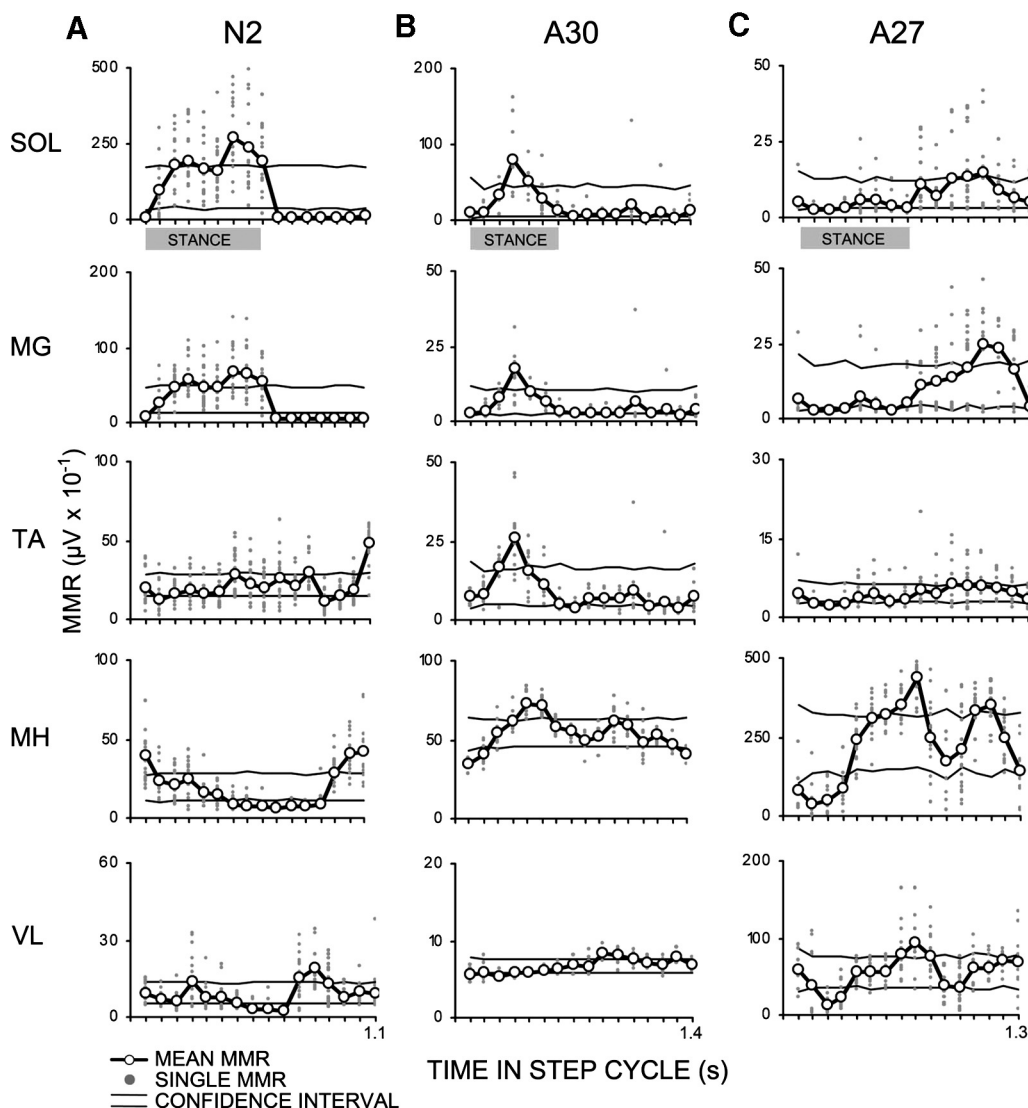 A N2 B A30 C A27
SOL 500 250 0 200 100 0 50 25 0
STANCE STANCE STANCE
MG 200 100 0 50 25 0 50 25 0
TA 100 50 0 50 25 0 30 15 0
MMR (µV x 10⁻¹)
MH 100 50 0 100 50 0 500 250 0
VL 60 30 0 20 10 0 200 100 0
1.1 1.4 1.3
MEAN MMR
SINGLE MMR
CONFIDENCE INTERVAL
TIME IN STEP CYCLE (s)